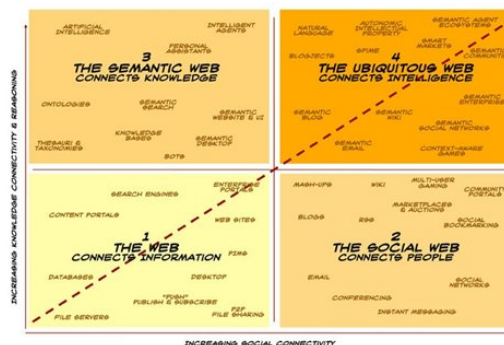 ARTIFICIAL
INTELLIGENCE
INTELLIGENT
AGENTS
PERSONAL
ASSISTANTS
3
THE SEMANTIC WEB
CONNECTS KNOWLEDGE
ONTOLOGIES
SEMANTIC
SEARCH
SEMANTIC
WEBSITE & UI
THESAURI &
TAXONOMIES
KNOWLEDGE
BASES
SEMANTIC
DESKTOP
BOTS
NATURAL
LANGUAGE
AUTONOMIC
INTELLECTUAL
PROPERTY
SEMANTIC AGENT
ECOSYSTEMS
BLOGJECTS
SPIME
SMART
MARKETS
SEMANTIC
4
THE UBIQUITOUS WEB
CONNECTS INTELLIGENCE
SEMANTIC
BLOG
SEMANTIC
WIKI
SEMANTIC
ENTERPRISE
SEMANTIC
SOCIAL NETWORKS
SEMANTIC
EMAIL
CONTEXT-AWARE
GAMES
SEARCH ENGINES
ENTERPRISE
PORTALS
CONTENT PORTALS
WEB SITES
1
THE WEB
CONNECTS INFORMATION
PIMS
DATABASES
DESKTOP
"PUSH"
PUBLISH & SUBSCRIBE
FILE SERVERS
P2P
FILE SHARING
MASH-UPS
WIKI
MULTI-USER
GAMING
COMMUNITY
PORTALS
BLOGS
RSS
MARKETPLACES
& AUCTIONS
SOCIAL
BOOKMARKING
2
THE SOCIAL WEB
CONNECTS PEOPLE
EMAIL
SOCIAL
NETWORKS
CONFERENCING
INSTANT MESSAGING
INCREASING KNOWLEDGE CONNECTIVITY & REASONING
INCREASING SOCIAL CONNECTIVITY